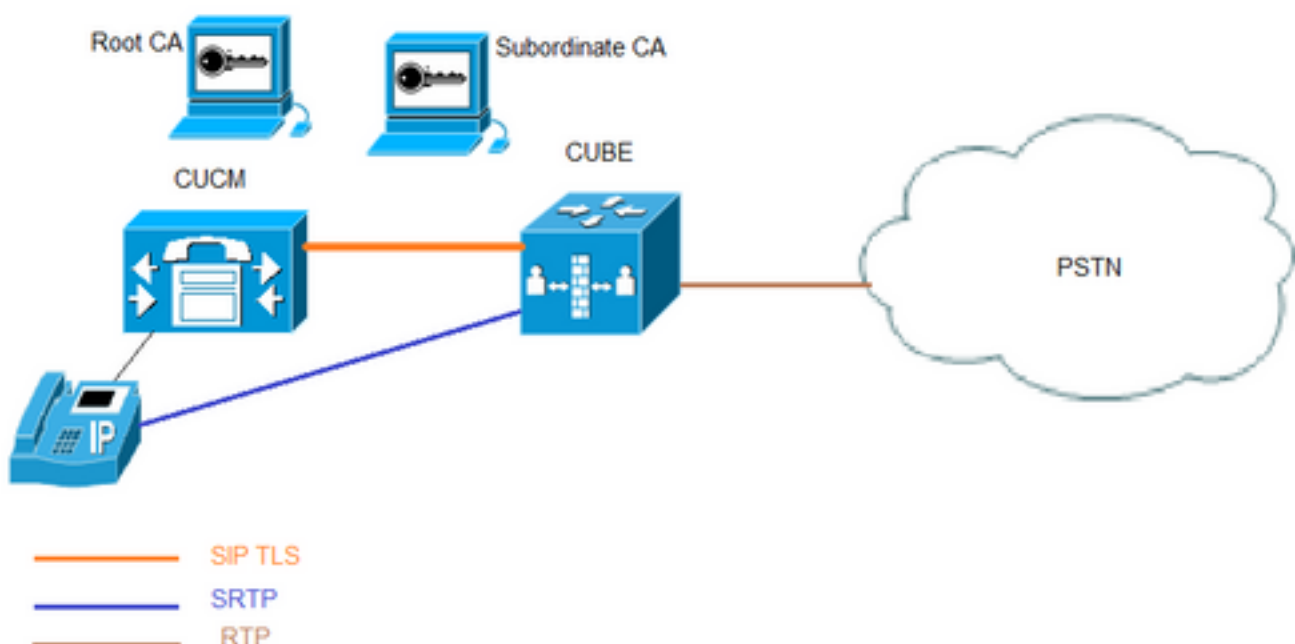 Root CA
Subordinate CA
CUCM
CUBE
PSTN
IP
SIP TLS
SRTP
RTP